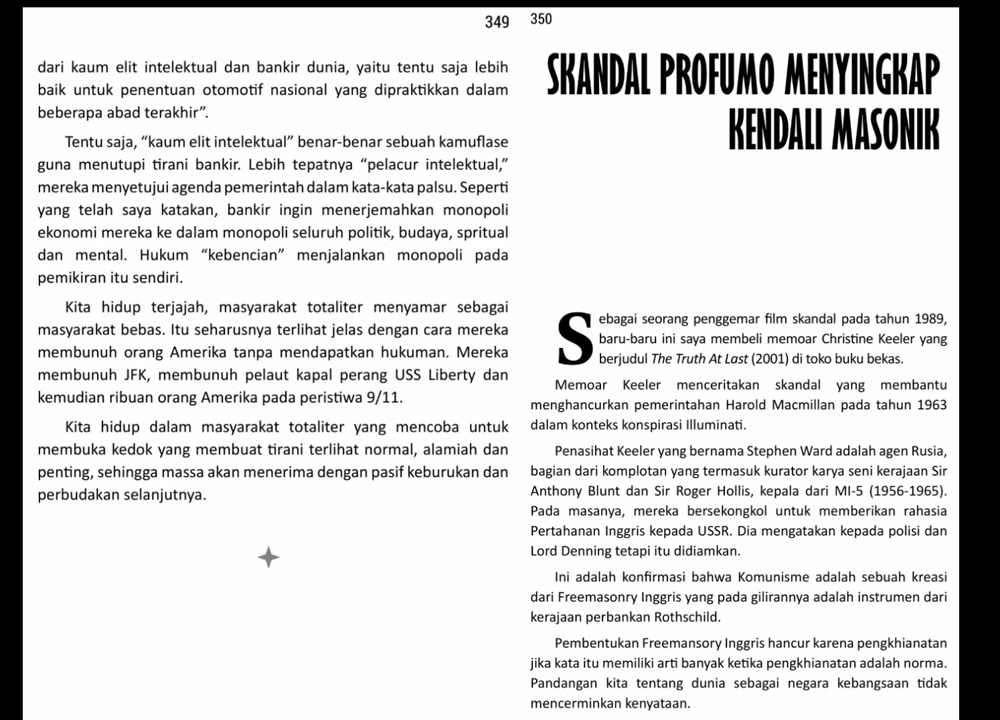 349
dari kaum elit intelektual dan bankir dunia, yaitu tentu saja lebih
baik untuk penentuan otomotif nasional yang dipraktikkan dalam
beberapa abad terakhir”.
Tentu saja, “kaum elit intelektual” benar-benar sebuah kamuflase
guna menutupi tirani bankir. Lebih tepatnya “pelacur intelektual,”
mereka menyetujui agenda pemerintah dalam kata-kata palsu. Seperti
yang telah saya katakan, bankir ingin menerjemahkan monopoli
ekonomi mereka ke dalam monopoli seluruh politik, budaya, spritual
dan mental. Hukum “kebencian” menjalankan monopoli pada
pemikiran itu sendiri.
Kita hidup terjajah, masyarakat totaliter menyamar sebagai
masyarakat bebas. Itu seharusnya terlihat jelas dengan cara mereka
membunuh orang Amerika tanpa mendapatkan hukuman. Mereka
membunuh JFK, membunuh pelaut kapal perang USS Liberty dan
kemudian ribuan orang Amerika pada peristiwa 9/11.
Kita hidup dalam masyarakat totaliter yang mencoba untuk
membuka kedok yang membuat tirani terlihat normal, alamiah dan
penting, sehingga massa akan menerima dengan pasif keburukan dan
perbudakan selanjutnya.
350
SKANDAL PROFUMO MENYINGKAP
KENDALI MASONIK
Sebagai seorang penggemar film skandal pada tahun 1989,
baru-baru ini saya membeli memoar Christine Keeler yang
berjudul The Truth At Last (2001) di toko buku bekas.
Memoar Keeler menceritakan skandal yang membantu
menghancurkan pemerintahan Harold Macmillan pada tahun 1963
dalam konteks konspirasi Illuminati.
Penasihat Keeler yang bernama Stephen Ward adalah agen Rusia,
bagian dari komplotan yang termasuk kurator karya seni kerajaan Sir
Anthony Blunt dan Sir Roger Hollis, kepala dari MI-5 (1956-1965).
Pada masanya, mereka bersekongkol untuk memberikan rahasia
Pertahanan Inggris kepada USSR. Dia mengatakan kepada polisi dan
Lord Denning tetapi itu didiamkan.
Ini adalah konfirmasi bahwa Komunisme adalah sebuah kreasi
dari Freemasonry Inggris yang pada gilirannya adalah instrumen dari
kerajaan perbankan Rothschild.
Pembentukan Freemansory Inggris hancur karena pengkhianatan
jika kata itu memiliki arti banyak ketika pengkhianatan adalah norma.
Pandangan kita tentang dunia sebagai negara kebangsaan tidak
mencerminkan kenyataan.